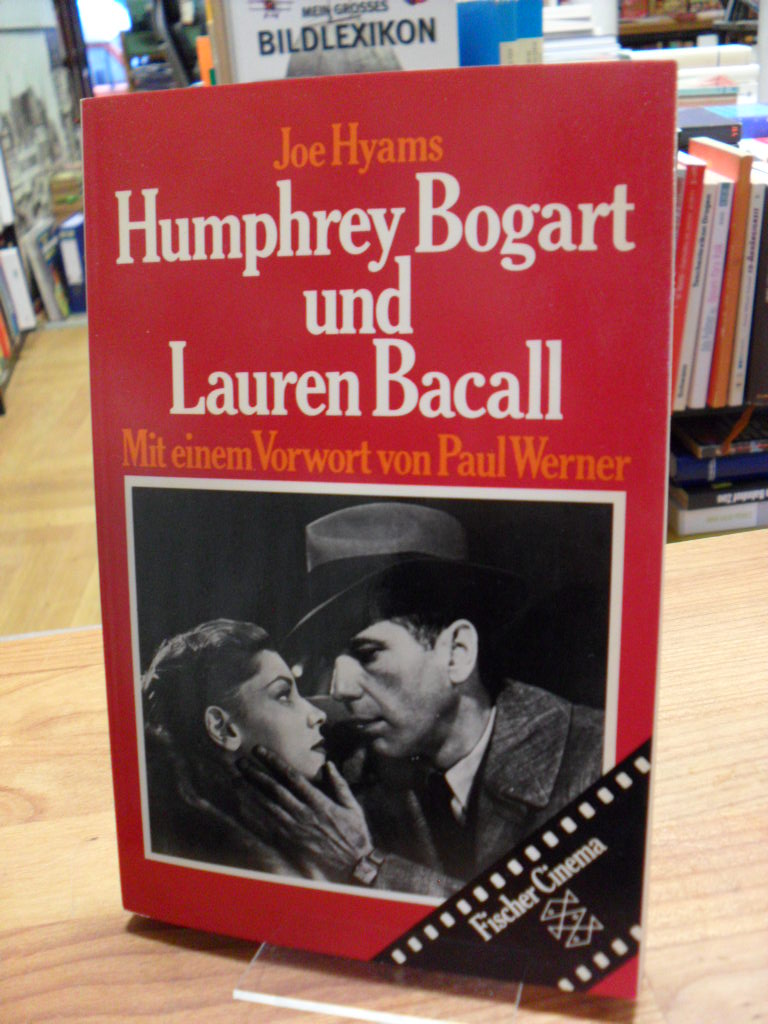 MEIN GROSSES
BILDLEXIKON
Joe Hyams
Humphrey Bogart
und
Lauren Bacall
Mit einem Vorwort von Paul Werner
Fischer Cinema